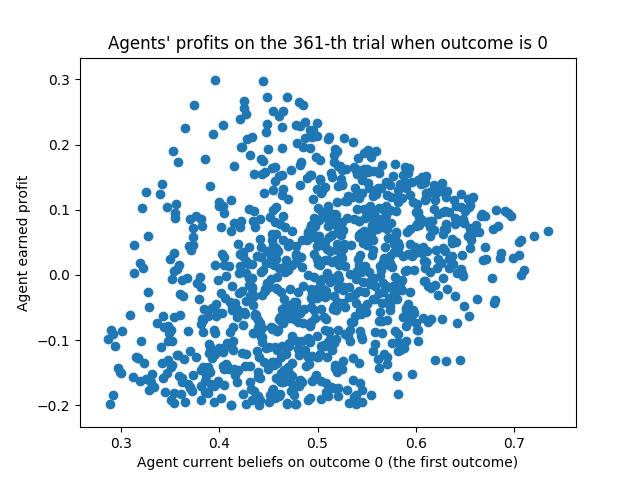 Agents' profits on the 361-th trial when outcome is 0
0.3
0.2
0.1
0.0
−0.1
−0.2
Agent earned profit
0.3 0.4 0.5 0.6 0.7
Agent current beliefs on outcome 0 (the first outcome)